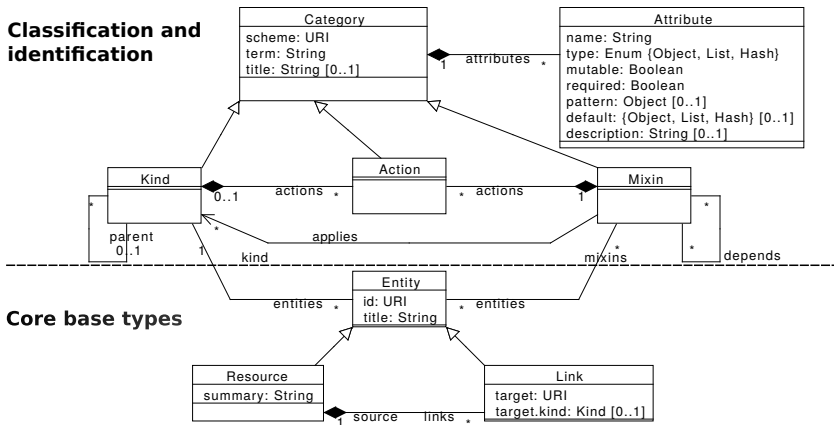 Classification and
identification
Category
scheme: URI
term: String
title: String [0..1]
1 attributes *
Attribute
name: String
type: Enum {Object, List, Hash}
mutable: Boolean
required: Boolean
pattern: Object [0..1]
default: {Object, List, Hash} [0..1]
description: String [0..1]
Kind
0..1 actions *
Action
* actions 1
Mixin
*
parent
0..1
*
applies
*
*
depends
1 kind
mixins *
Core base types
entities *
Entity
id: URI
title: String
* entities
Resource
summary: String
1 source links *
Link
target: URI
target.kind: Kind [0..1]